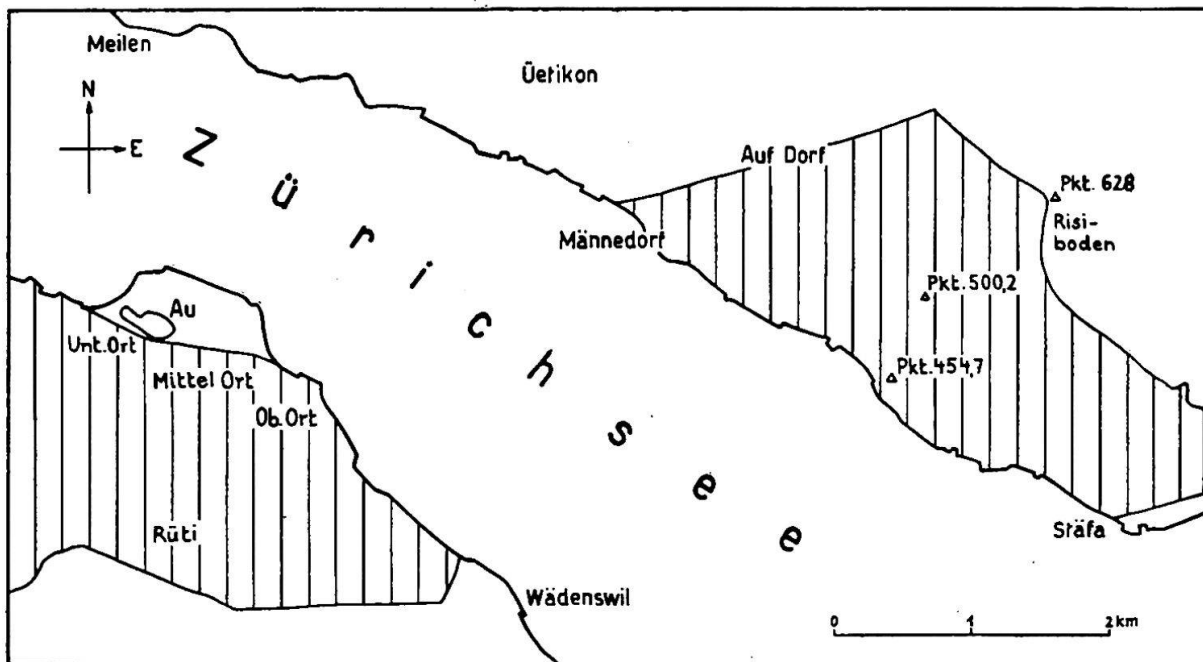 Meilen
Üetikon
N
E
Zürichsee
Auf Dorf
Pkt. 628
Risi-
boden
Männedorf
Pkt. 500,2
Au
Unt. Ort
Mittel Ort
Pkt. 454,7
Ob. Ort
Rüti
Stäfa
Wädenswil
0 1 2 km